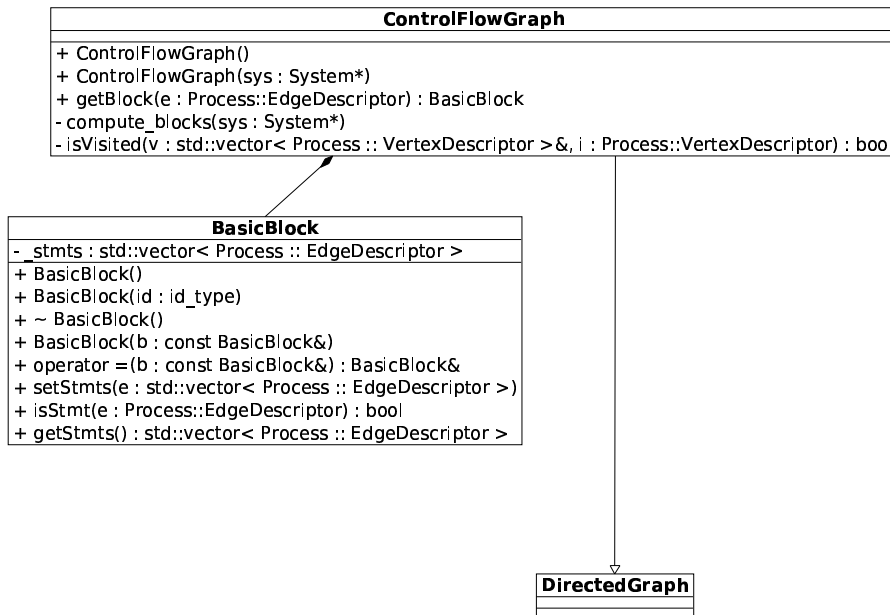 ControlFlowGraph
+ ControlFlowGraph()
+ ControlFlowGraph(sys : System*)
+ getBlock(e : Process::EdgeDescriptor) : BasicBlock
- compute_blocks(sys : System*)
- isVisited(v : std::vector< Process :: VertexDescriptor >&, i : Process::VertexDescriptor) : boo
BasicBlock
- _stmts : std::vector< Process :: EdgeDescriptor >
+ BasicBlock()
+ BasicBlock(id : id_type)
+ ~ BasicBlock()
+ BasicBlock(b : const BasicBlock&)
+ operator =(b : const BasicBlock&) : BasicBlock&
+ setStmts(e : std::vector< Process :: EdgeDescriptor >)
+ isStmt(e : Process::EdgeDescriptor) : bool
+ getStmts() : std::vector< Process :: EdgeDescriptor >
DirectedGraph